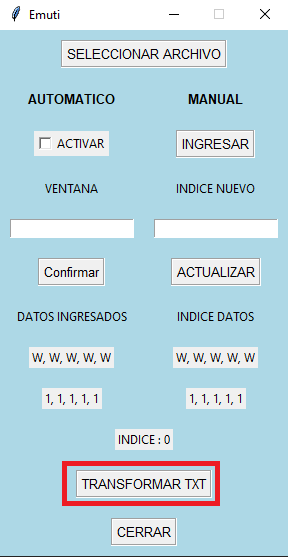 Emuti
SELECCIONAR ARCHIVO
AUTOMATICO MANUAL
ACTIVAR INGRESAR
VENTANA INDICE NUEVO
Confirmar ACTUALIZAR
DATOS INGRESADOS INDICE DATOS
W, W, W, W, W W, W, W, W, W
1, 1, 1, 1, 1 1, 1, 1, 1, 1
INDICE : 0
TRANSFORMAR TXT
CERRAR